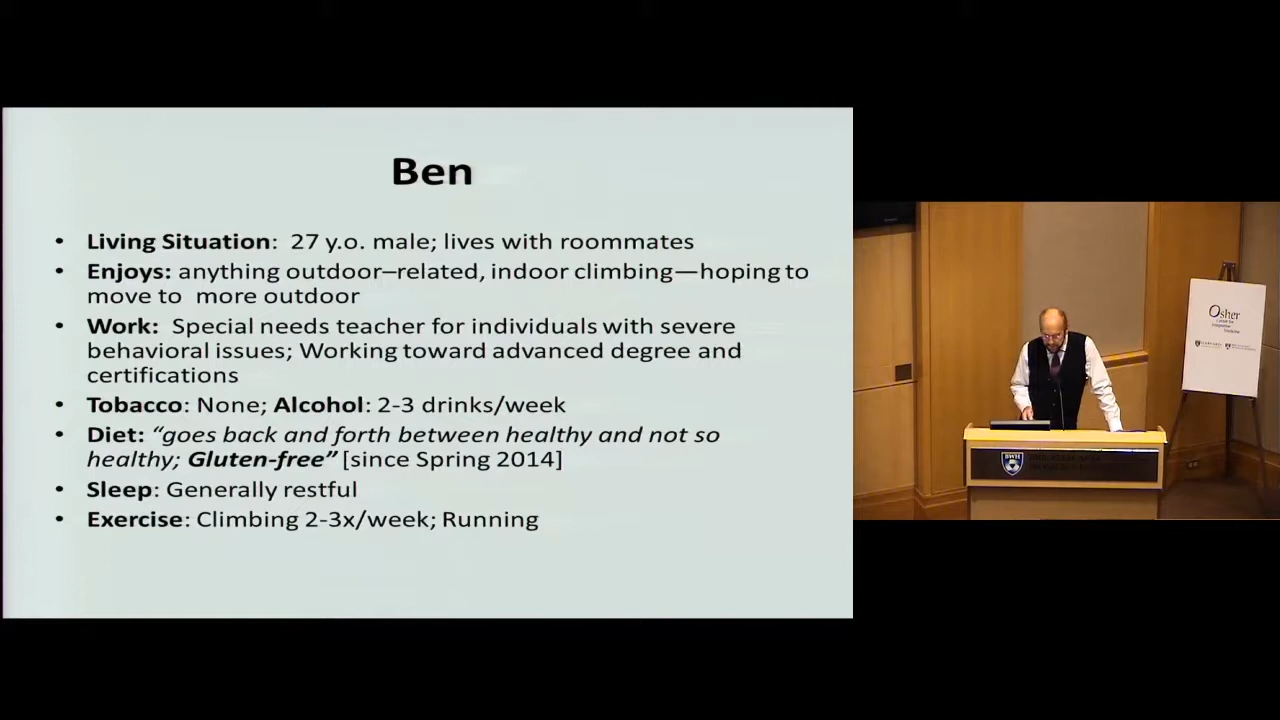 Ben
• Living Situation: 27 y.o. male; lives with roommates
• Enjoys: anything outdoor–related, indoor climbing—hoping to
move to more outdoor
• Work: Special needs teacher for individuals with severe
behavioral issues; Working toward advanced degree and
certifications
• Tobacco: None; Alcohol: 2-3 drinks/week
• Diet: “goes back and forth between healthy and not so
healthy; Gluten-free” [since Spring 2014]
• Sleep: Generally restful
• Exercise: Climbing 2-3x/week; Running
Osher
BWH